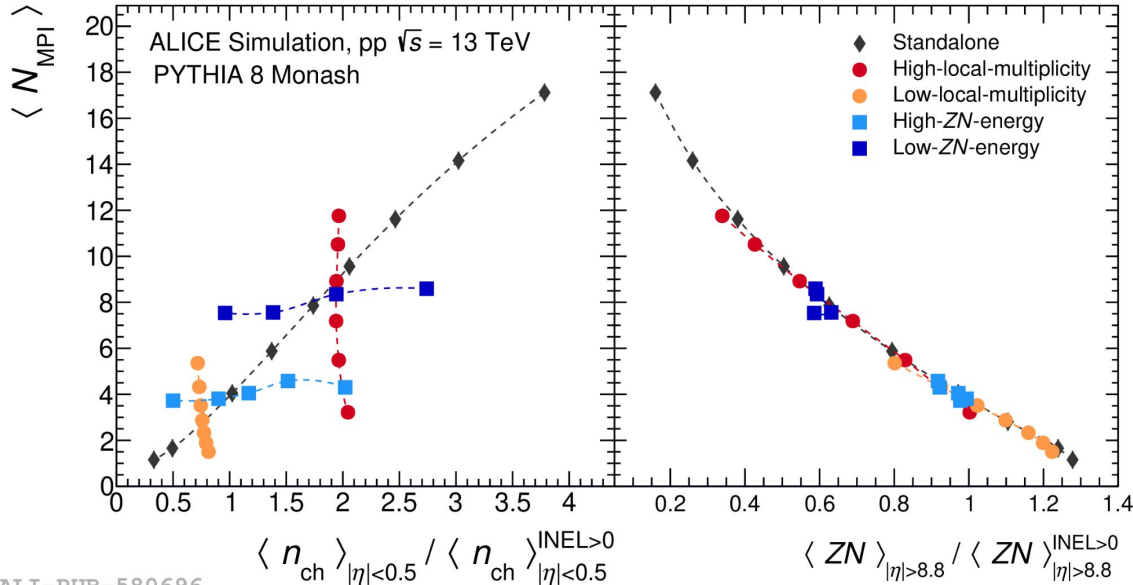 ⟨ N_MPI ⟩
ALICE Simulation, pp √s = 13 TeV
PYTHIA 8 Monash
Standalone
High-local-multiplicity
Low-local-multiplicity
High-ZN-energy
Low-ZN-energy
20
18
16
14
12
10
8
6
4
2
0
0 0.5 1 1.5 2 2.5 3 3.5 4
0.2 0.4 0.6 0.8 1 1.2 1.4
⟨ n_ch ⟩_|η|<0.5 / ⟨ n_ch ⟩^INEL>0_|η|<0.5
⟨ ZN ⟩_|η|>8.8 / ⟨ ZN ⟩^INEL>0_|η|>8.8
ALI-PUB-580696